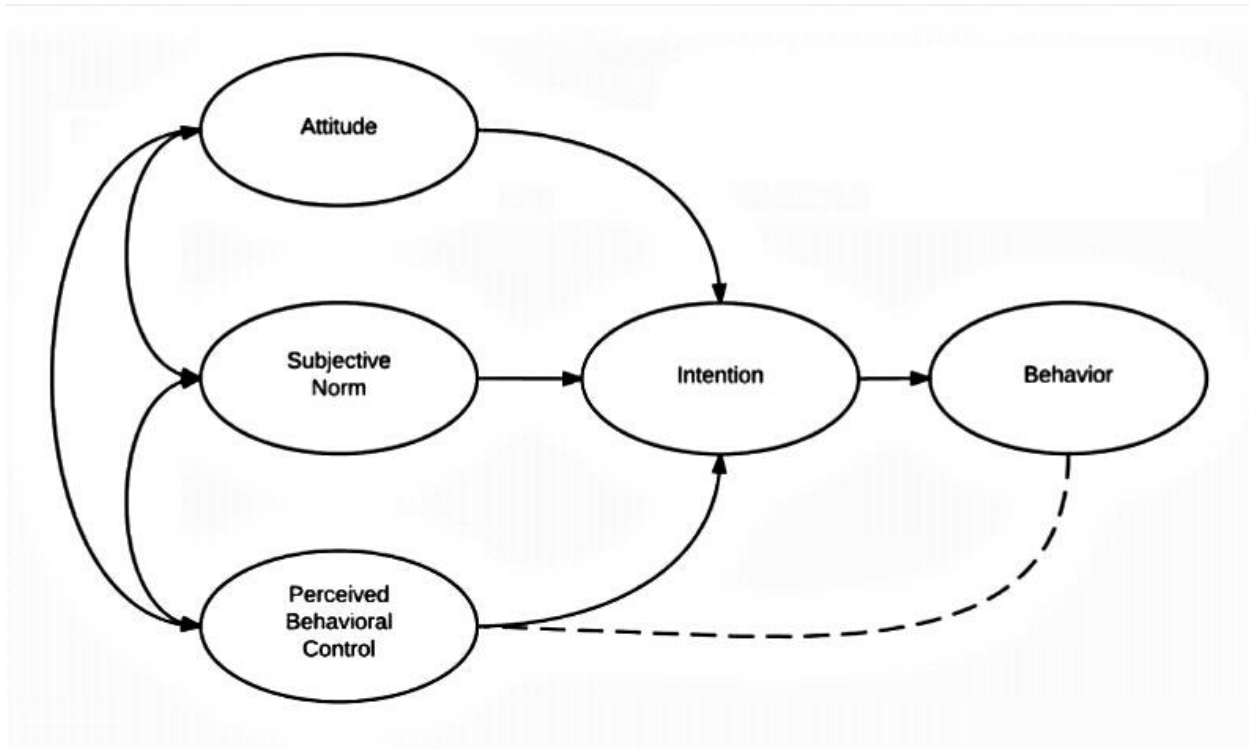 Attitude
Subjective
Norm
Intention
Behavior
Perceived
Behavioral
Control